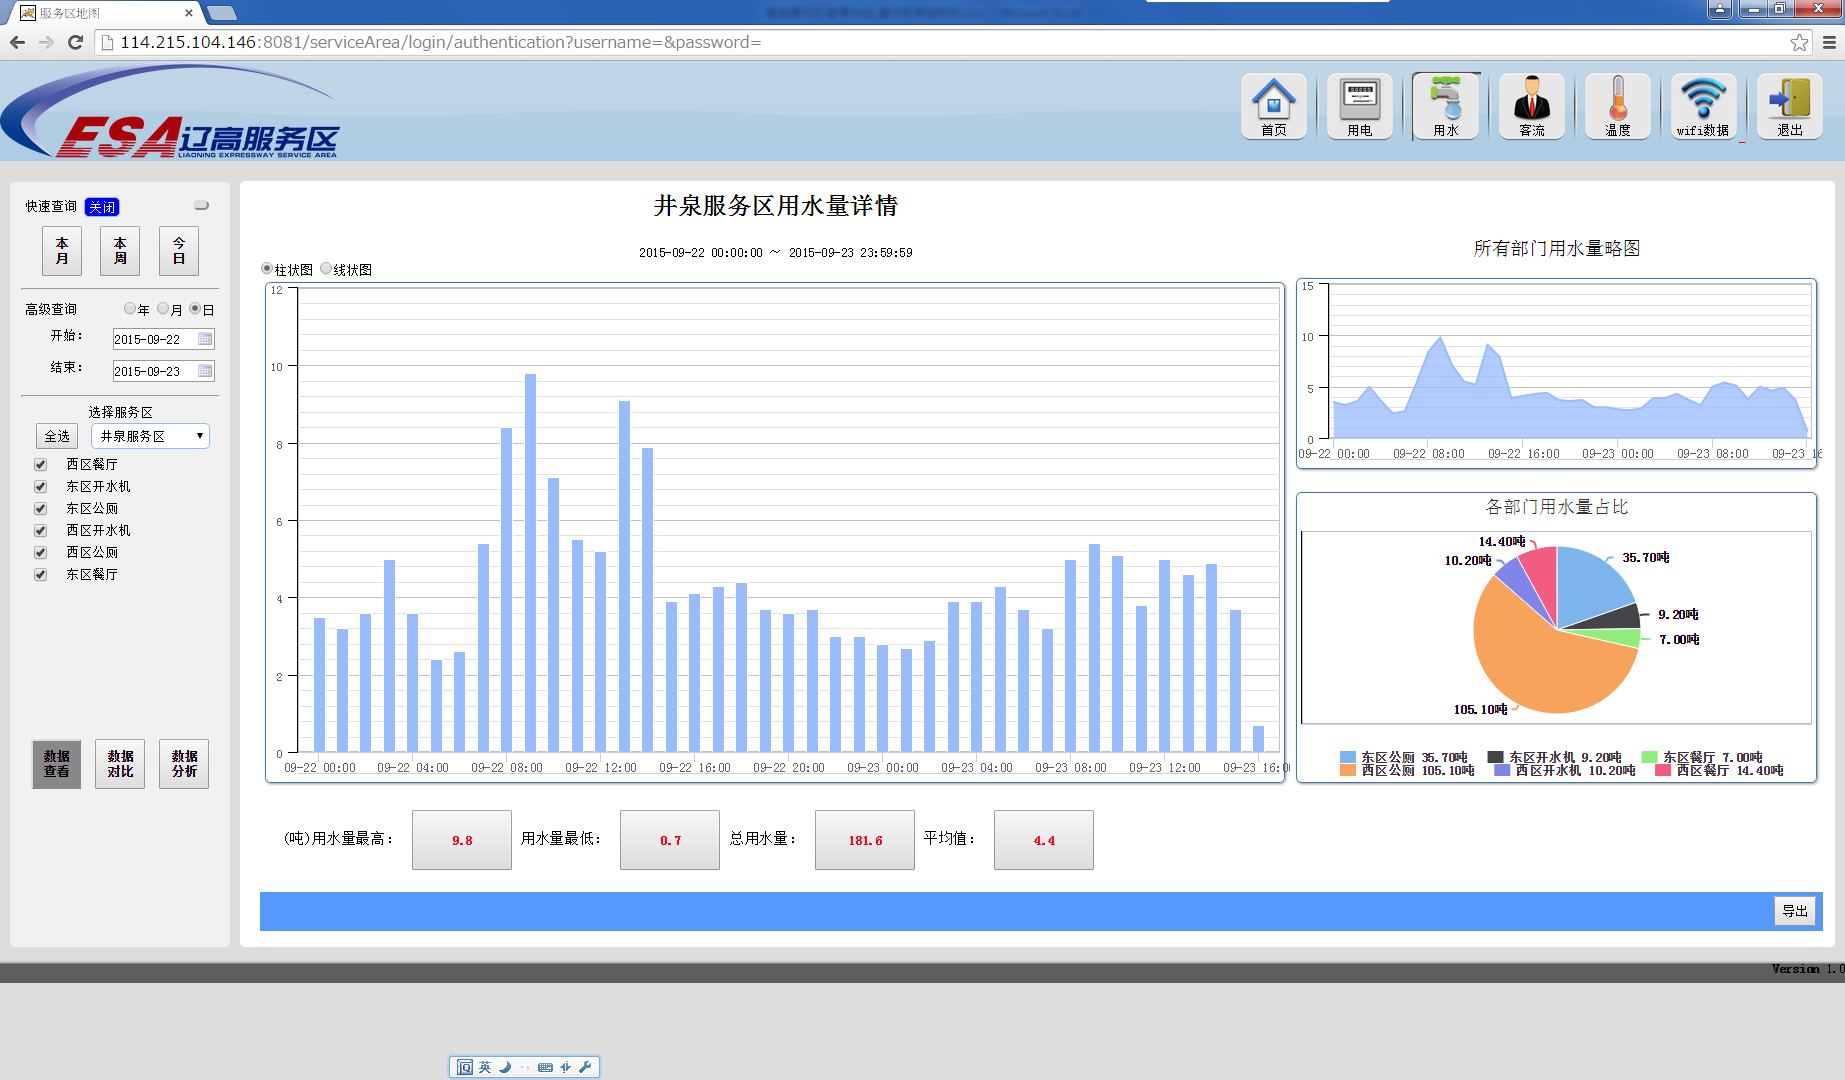 服务区地图
114.215.104.146:8081/serviceArea/login/authentication?username=&password=
ESA辽高服务区
LIAONING EXPRESSWAY SERVICE AREA
首页
用电
用水
客流
温度
wifi数据
退出
快速查询 关闭
本月
本周
今日
高级查询 年 月 日
开始： 2015-09-22
结束： 2015-09-23
选择服务区
全选 井泉服务区
西区餐厅
东区开水机
东区公厕
西区开水机
西区公厕
东区餐厅
数据查看
数据对比
数据分析
井泉服务区用水量详情
2015-09-22 00:00:00 ~ 2015-09-23 23:59:59
柱状图 线状图
12
10
8
6
4
2
0
09-22 00:00 09-22 04:00 09-22 08:00 09-22 12:00 09-22 16:00 09-22 20:00 09-23 00:00 09-23 04:00 09-23 08:00 09-23 12:00 09-23 16:0
所有部门用水量略图
15
10
5
0
09-22 00:00 09-22 08:00 09-22 16:00 09-23 00:00 09-23 08:00 09-23 16
各部门用水量占比
14.40吨
10.20吨
35.70吨
9.20吨
7.00吨
105.10吨
东区公厕 35.70吨 东区开水机 9.20吨 东区餐厅 7.00吨
西区公厕 105.10吨 西区开水机 10.20吨 西区餐厅 14.40吨
(吨)用水量最高： 9.8 用水量最低： 0.7 总用水量： 181.6 平均值： 4.4
导出
Version 1.0
英